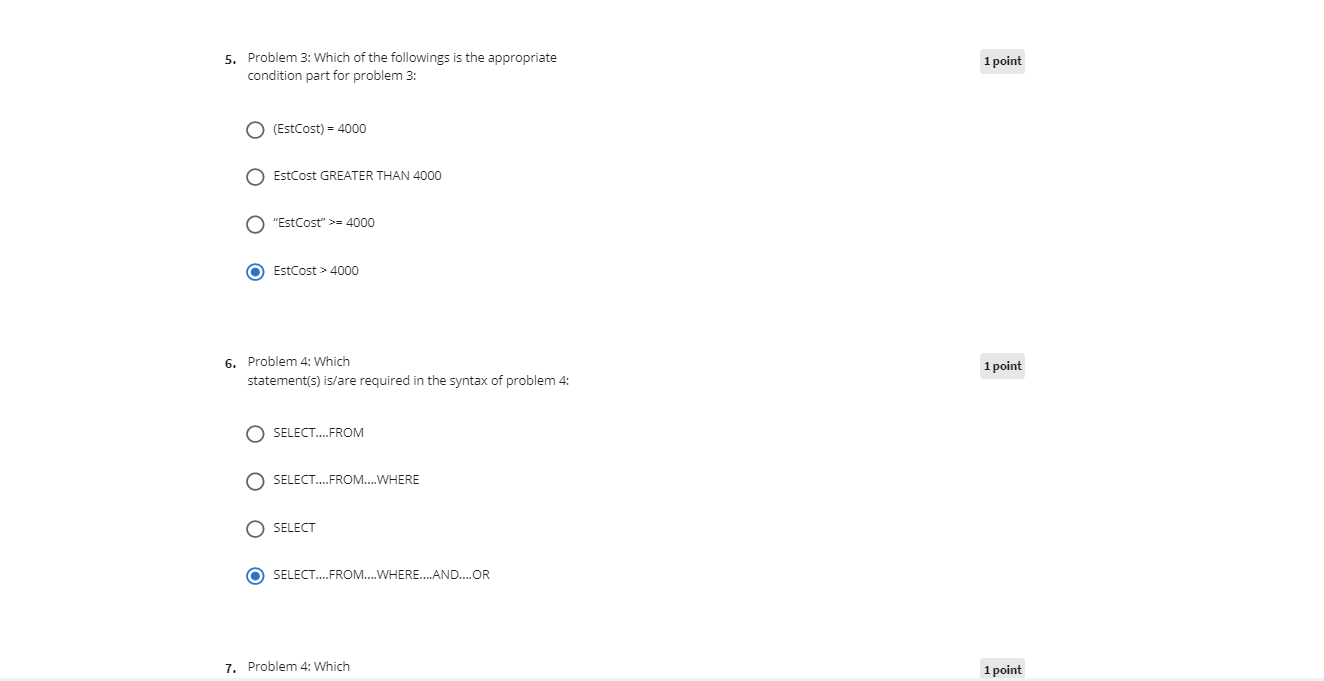 5. Problem 3: Which of the followings is the appropriate
condition part for problem 3:
1 point
(EstCost) = 4000
EstCost GREATER THAN 4000
“EstCost” >= 4000
EstCost > 4000
6. Problem 4: Which
statement(s) is/are required in the syntax of problem 4:
1 point
SELECT....FROM
SELECT....FROM....WHERE
SELECT
SELECT....FROM....WHERE....AND....OR
7. Problem 4: Which
1 point